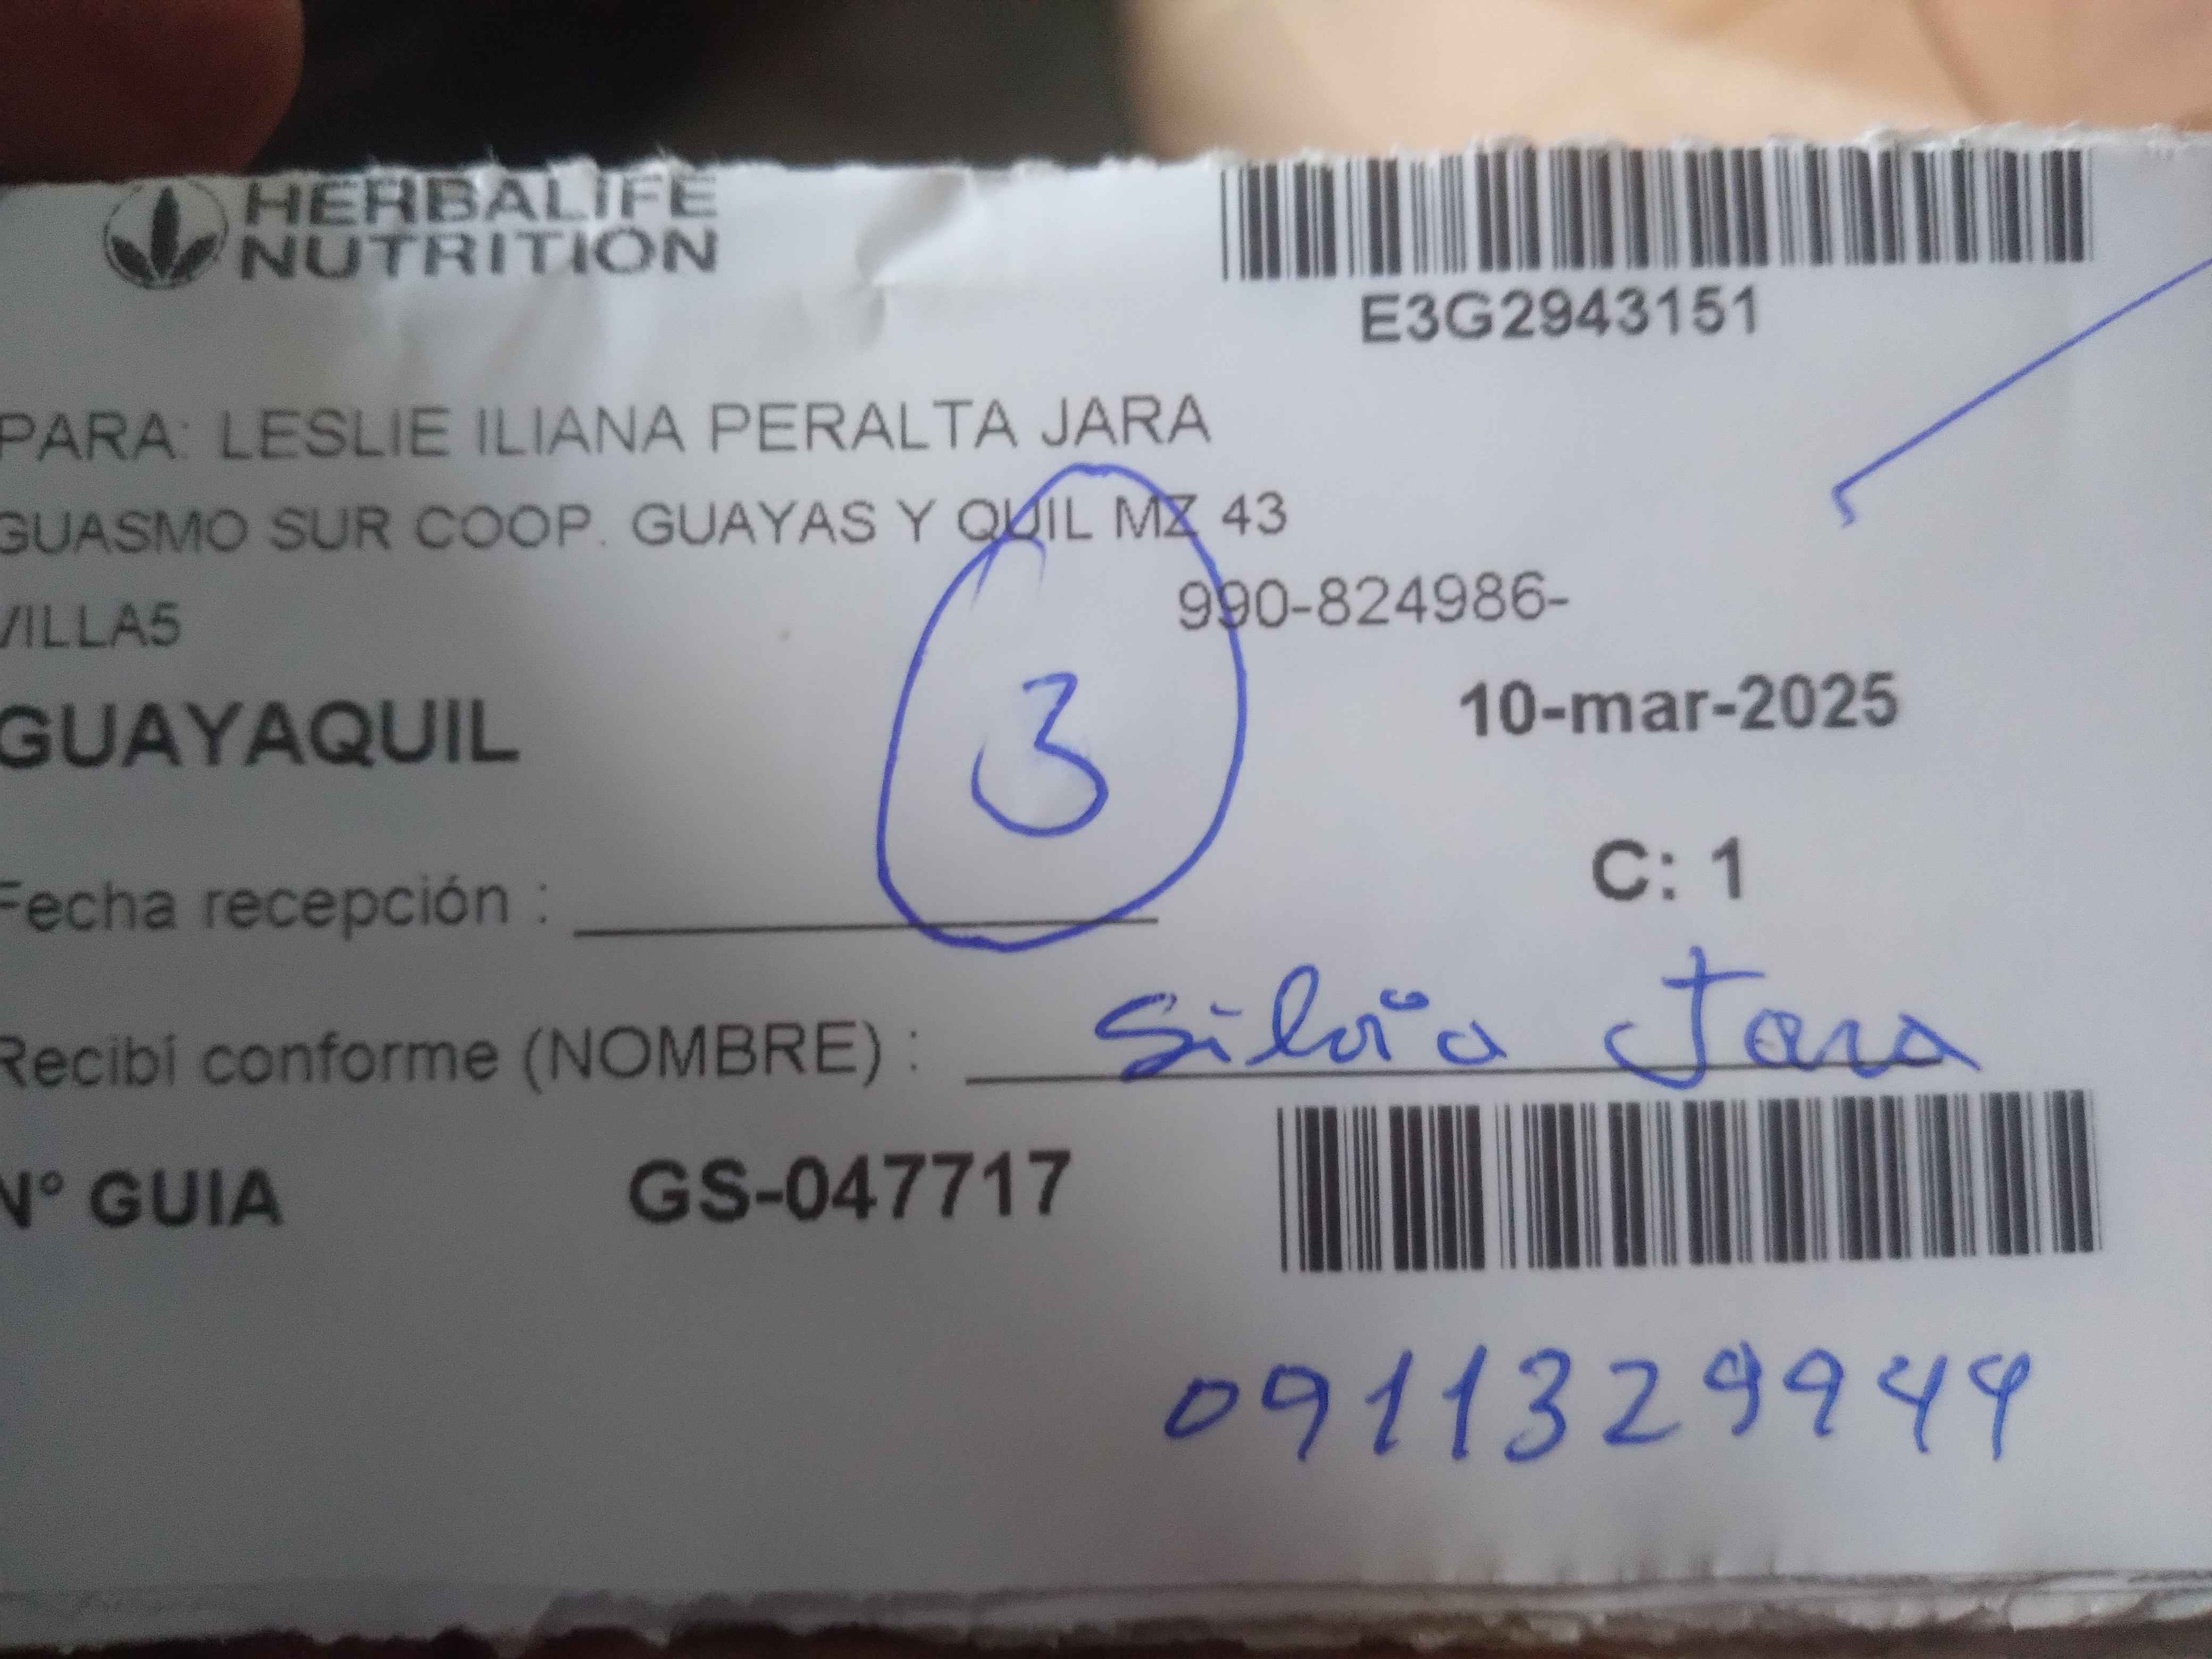 HERBALIFE
NUTRITION
E3G2943151
PARA: LESLIE ILIANA PERALTA JARA
GUASMO SUR COOP. GUAYAS Y QUIL MZ 43
VILLA5
990-824986-
GUAYAQUIL
3
10-mar-2025
C: 1
Fecha recepción :
Recibí conforme (NOMBRE) : Silvia Jara
N° GUIA GS-047717
0911329944